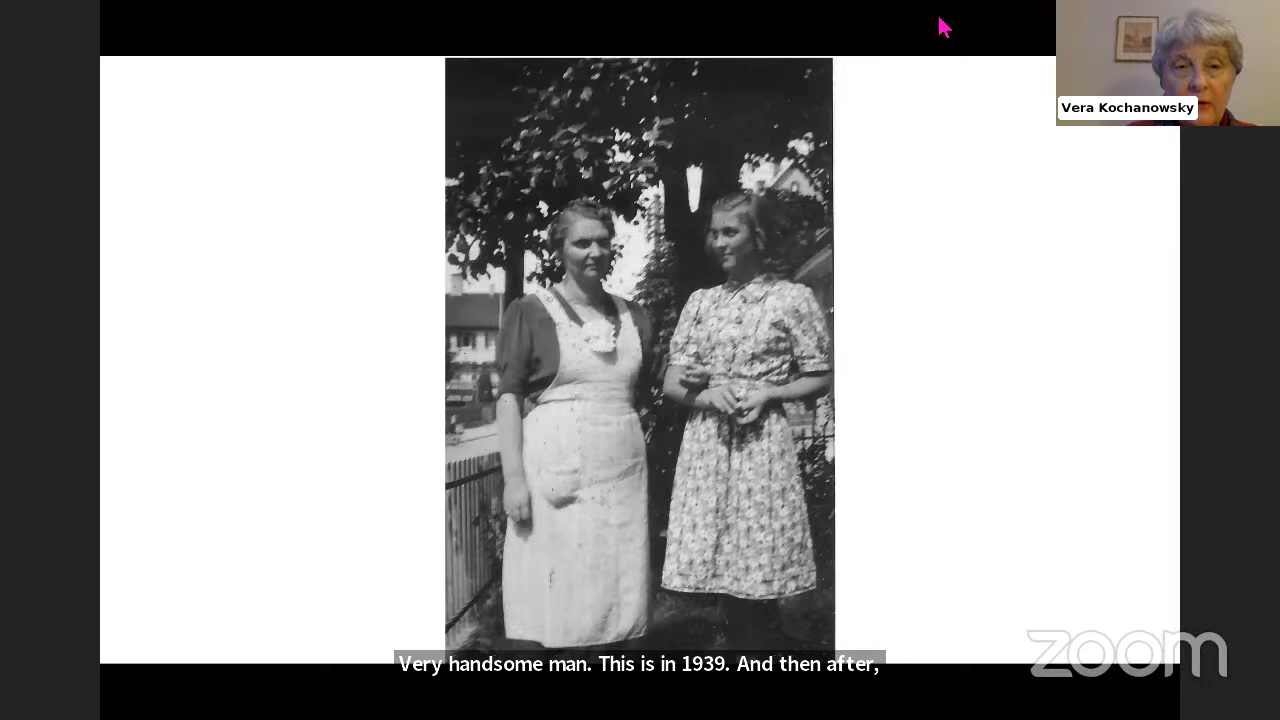 Vera Kochanowsky
Very handsome man. This is in 1939. And then after,
zoom